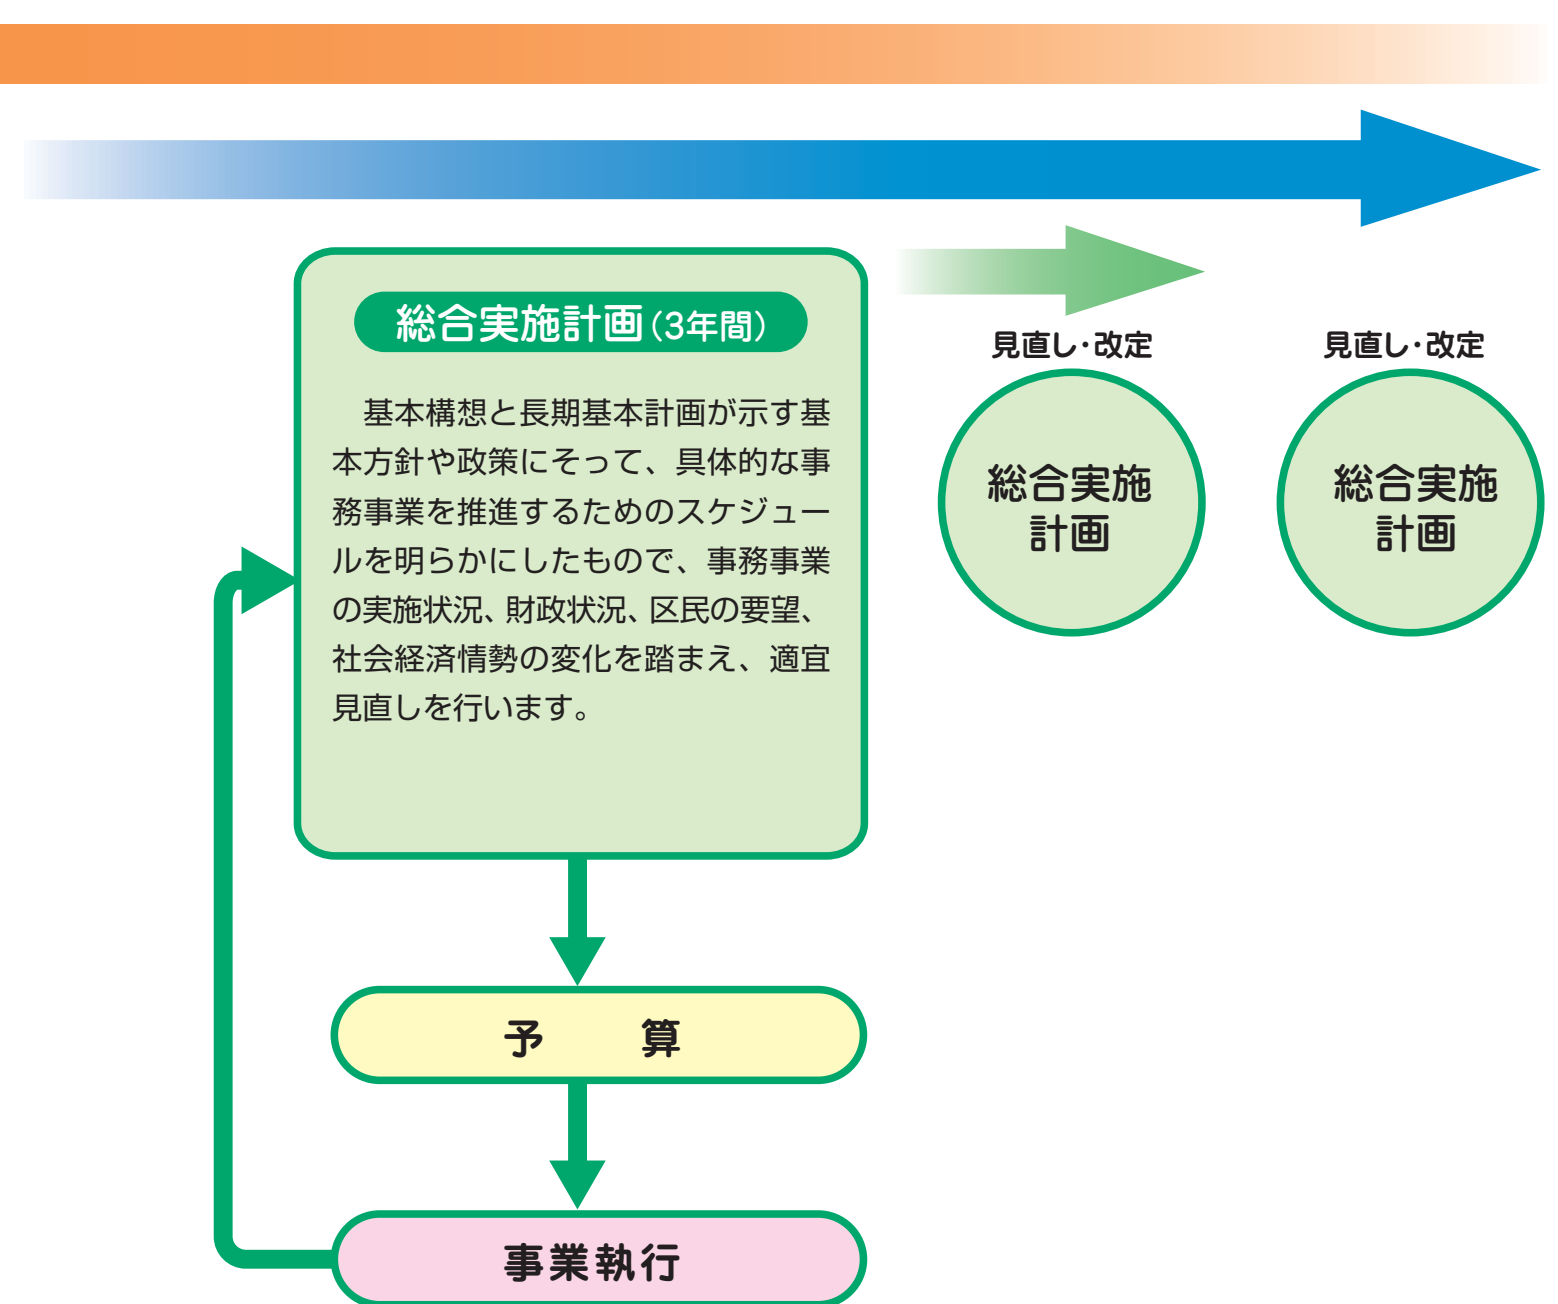 総合実施計画(3年間)
基本構想と長期基本計画が示す基
本方針や政策にそって、具体的な事
務事業を推進するためのスケジュー
ルを明らかにしたもので、事務事業
の実施状況、財政状況、区民の要望、
社会経済情勢の変化を踏まえ、適宜
見直しを行います。
見直し・改定
総合実施
計画
見直し・改定
総合実施
計画
予　　算
事業執行